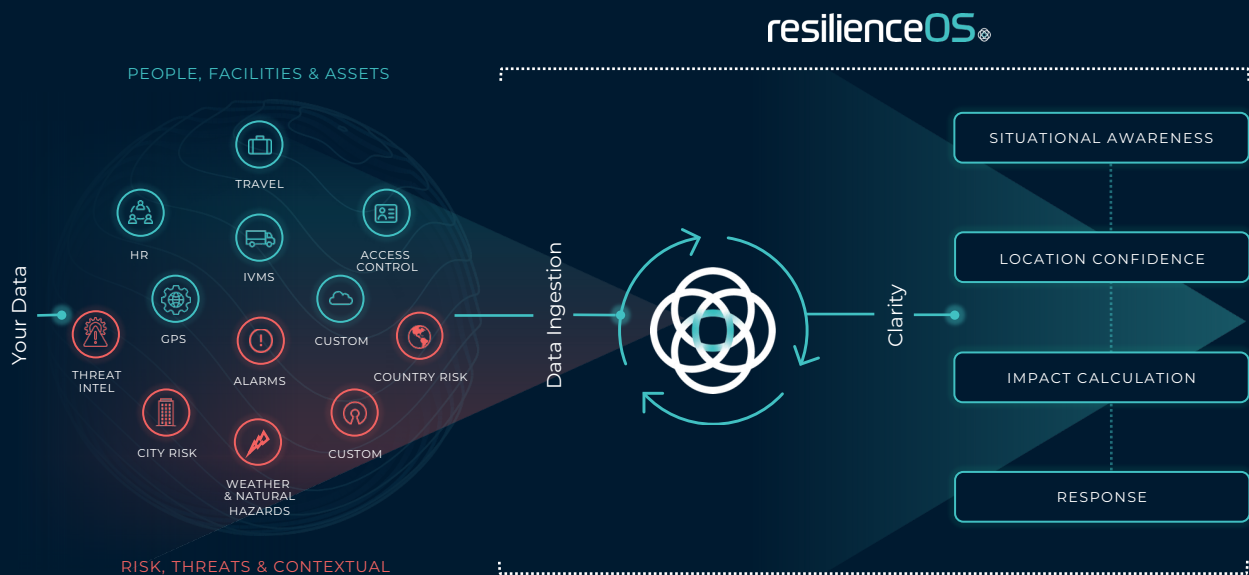 resilienceOS
PEOPLE, FACILITIES & ASSETS
TRAVEL
HR
ACCESS
CONTROL
IVMS
GPS
CUSTOM
THREAT
INTEL
ALARMS
COUNTRY RISK
CITY RISK
CUSTOM
WEATHER
& NATURAL
HAZARDS
RISK, THREATS & CONTEXTUAL
Your Data
Data Ingestion
Clarity
SITUATIONAL AWARENESS
LOCATION CONFIDENCE
IMPACT CALCULATION
RESPONSE